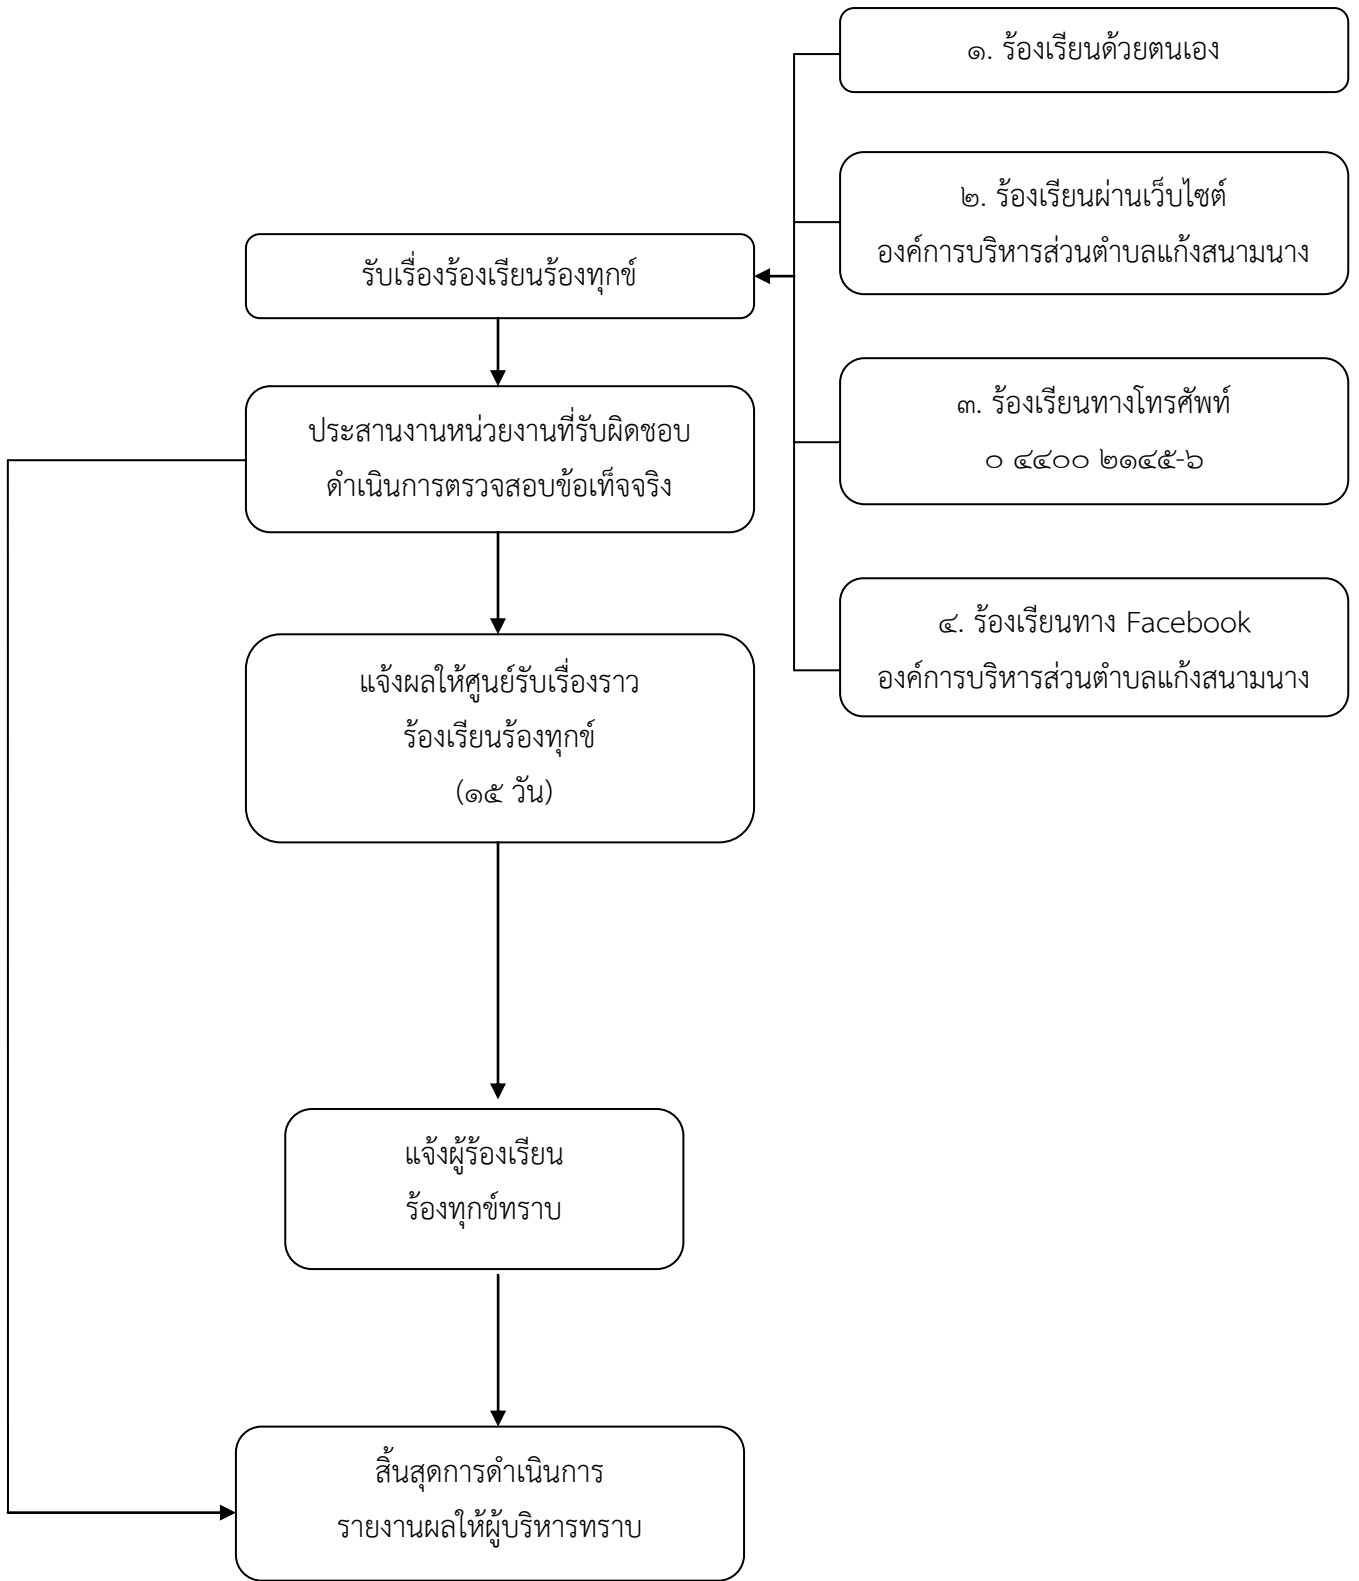 ๑. ร้องเรียนด้วยตนเอง
๒. ร้องเรียนผ่านเว็บไซต์
องค์การบริหารส่วนตำบลแก้งสนามนาง
รับเรื่องร้องเรียนร้องทุกข์
๓. ร้องเรียนทางโทรศัพท์
๐ ๔๔๐๐ ๒๑๔๕-๖
ประสานงานหน่วยงานที่รับผิดชอบ
ดำเนินการตรวจสอบข้อเท็จจริง
๔. ร้องเรียนทาง Facebook
องค์การบริหารส่วนตำบลแก้งสนามนาง
แจ้งผลให้ศูนย์รับเรื่องราว
ร้องเรียนร้องทุกข์
(๑๕ วัน)
แจ้งผู้ร้องเรียน
ร้องทุกข์ทราบ
สิ้นสุดการดำเนินการ
รายงานผลให้ผู้บริหารทราบ